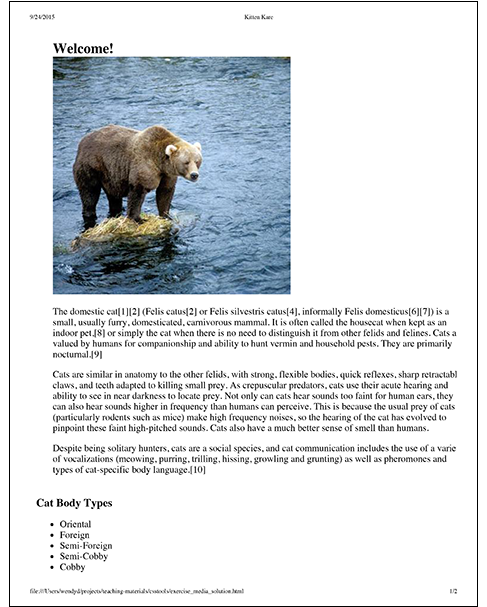 9/24/2015 Kitten Kare
Welcome!
The domestic cat[1][2] (Felis catus[2] or Felis silvestris catus[4], informally Felis domesticus[6][7]) is a
small, usually furry, domesticated, carnivorous mammal. It is often called the housecat when kept as an
indoor pet,[8] or simply the cat when there is no need to distinguish it from other felids and felines. Cats a
valued by humans for companionship and ability to hunt vermin and household pests. They are primarily
nocturnal.[9]
Cats are similar in anatomy to the other felids, with strong, flexible bodies, quick reflexes, sharp retractabl
claws, and teeth adapted to killing small prey. As crepuscular predators, cats use their acute hearing and
ability to see in near darkness to locate prey. Not only can cats hear sounds too faint for human ears, they
can also hear sounds higher in frequency than humans can perceive. This is because the usual prey of cats
(particularly rodents such as mice) make high frequency noises, so the hearing of the cat has evolved to
pinpoint these faint high-pitched sounds. Cats also have a much better sense of smell than humans.
Despite being solitary hunters, cats are a social species, and cat communication includes the use of a varie
of vocalizations (meowing, purring, trilling, hissing, growling and grunting) as well as pheromones and
types of cat-specific body language.[10]
Cat Body Types
• Oriental
• Foreign
• Semi-Foreign
• Semi-Cobby
• Cobby
file:///Users/wendyd/projects/teaching-materials/csstools/exercise_media_solution.html 1/2